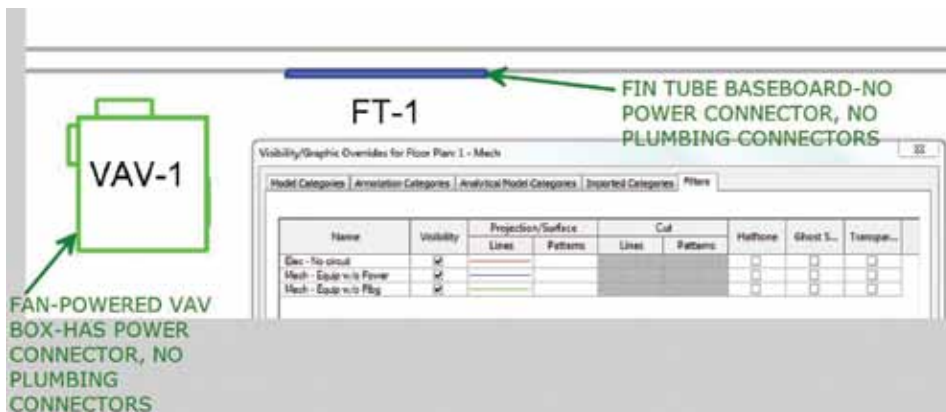 FIN TUBE BASEBOARD-NO
POWER CONNECTOR, NO
PLUMBING CONNECTORS
FT-1
VAV-1
Visibility/Graphic Overrides for Floor Plan: 1 - Mech
Model Categories Annotation Categories Analytical Model Categories Imported Categories Filters
Name Visibility Projection/Surface Cut Halftone Ghost S... Transpar...
Lines Patterns Lines Patterns
Elec - No circuit
Mech - Equip w/o Power
Mech - Equip w/o Plbg
FAN-POWERED VAV
BOX-HAS POWER
CONNECTOR, NO
PLUMBING
CONNECTORS